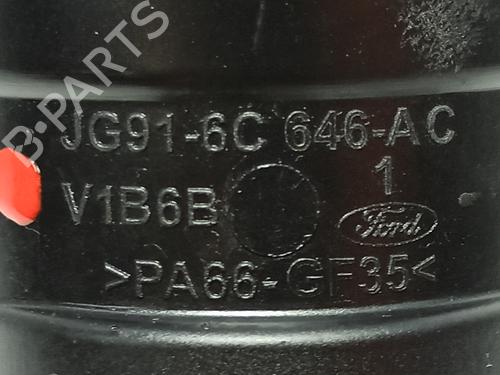 B-PARTS
JG91-6C 646-AC
V1B6B 1
Ford
>PA66-GF35<